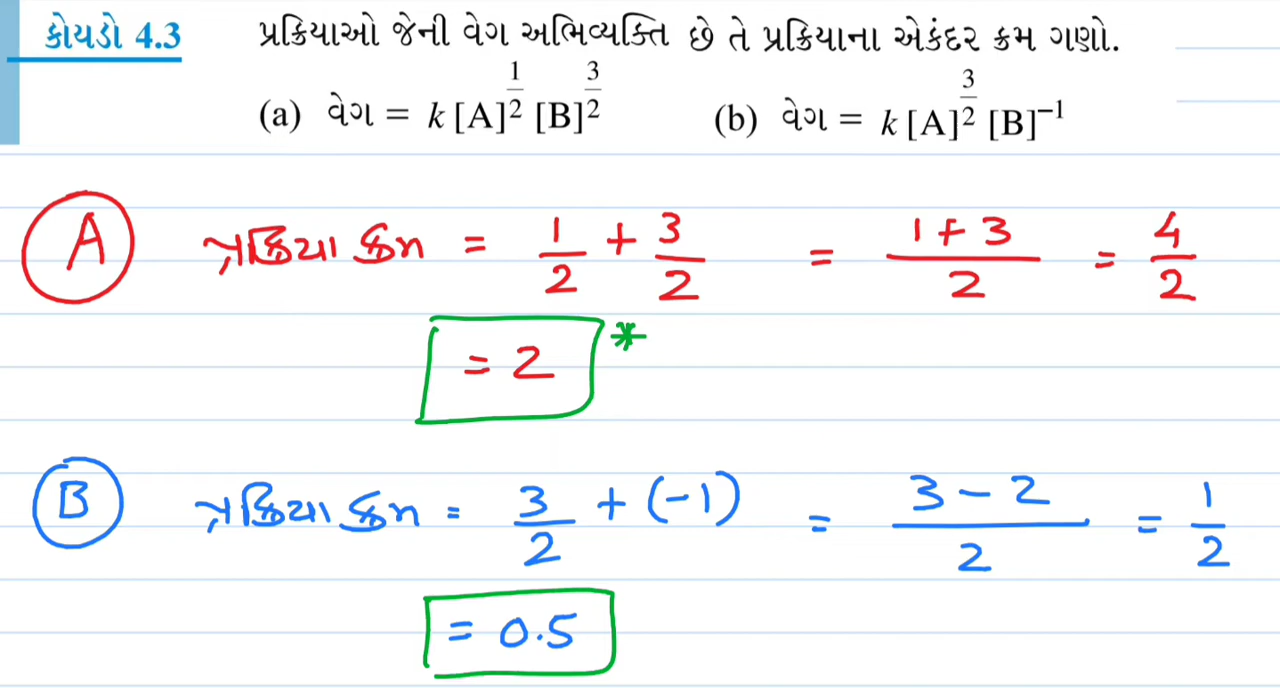 કોયડો 4.3 પ્રક્રિયાઓ જેની વેગ અભિવ્યક્તિ છે તે પ્રક્રિયાના એકંદર ક્રમ ગણો.
(a) વેગ = k [A]^{1/2} [B]^{3/2} (b) વેગ = k [A]^{3/2} [B]^{-1}
A પ્રક્રિયા ક્રમ = 1/2 + 3/2 = (1+3)/2 = 4/2
= 2 *
B પ્રક્રિયા ક્રમ = 3/2 + (-1) = (3-2)/2 = 1/2
= 0.5